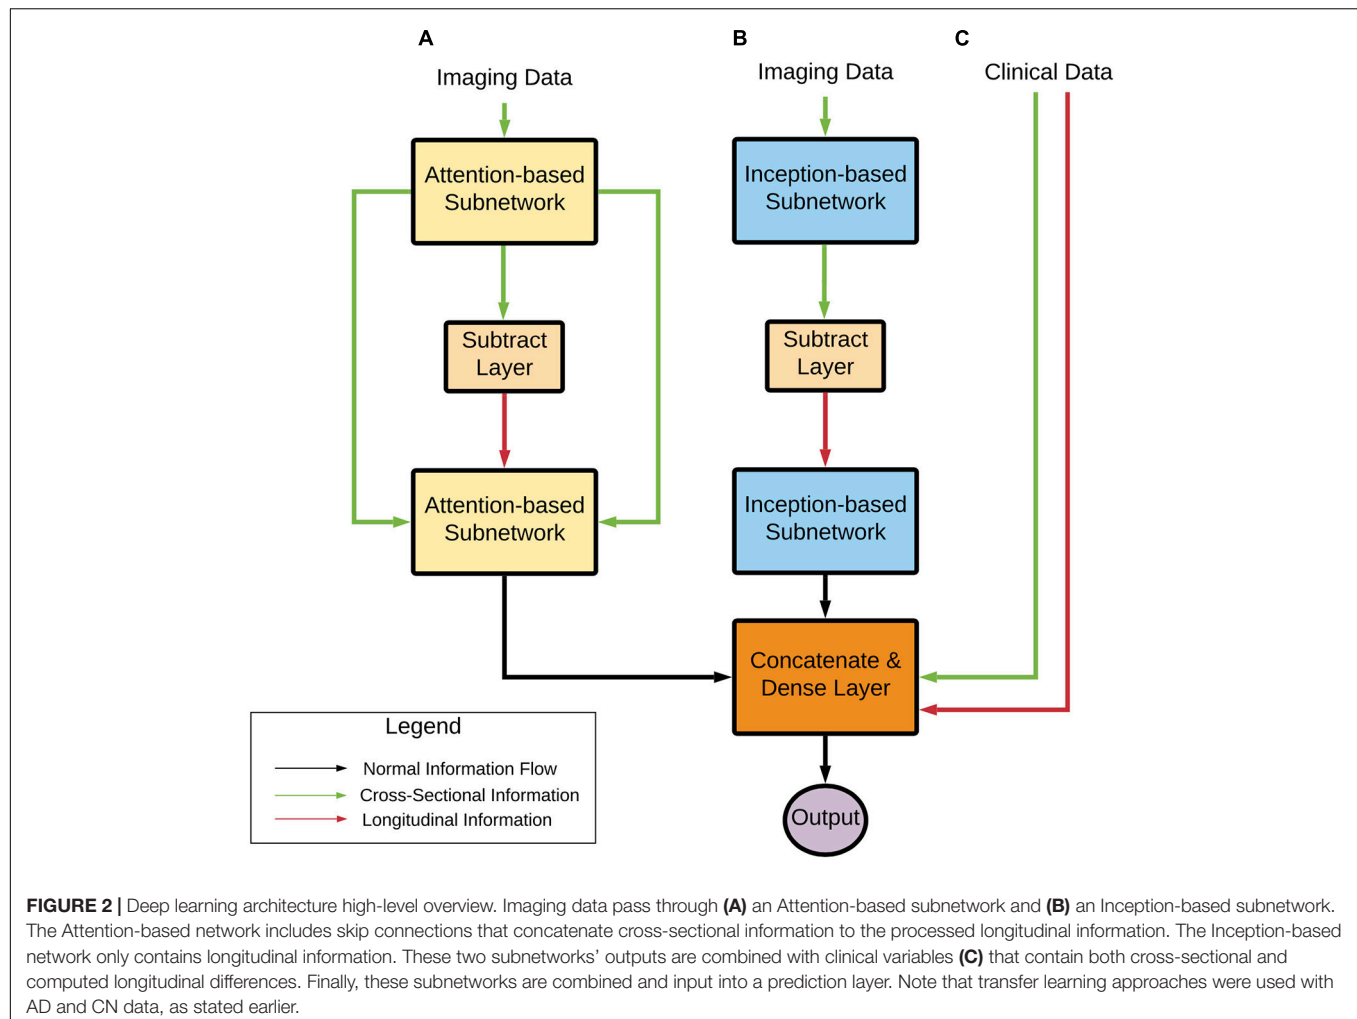 A
B
C
Imaging Data
Imaging Data
Clinical Data
Attention-based
Subnetwork
Inception-based
Subnetwork
Subtract
Layer
Subtract
Layer
Attention-based
Subnetwork
Inception-based
Subnetwork
Concatenate &
Dense Layer
Output
Legend
Normal Information Flow
Cross-Sectional Information
Longitudinal Information
FIGURE 2 | Deep learning architecture high-level overview. Imaging data pass through (A) an Attention-based subnetwork and (B) an Inception-based subnetwork.
The Attention-based network includes skip connections that concatenate cross-sectional information to the processed longitudinal information. The Inception-based
network only contains longitudinal information. These two subnetworks' outputs are combined with clinical variables (C) that contain both cross-sectional and
computed longitudinal differences. Finally, these subnetworks are combined and input into a prediction layer. Note that transfer learning approaches were used with
AD and CN data, as stated earlier.